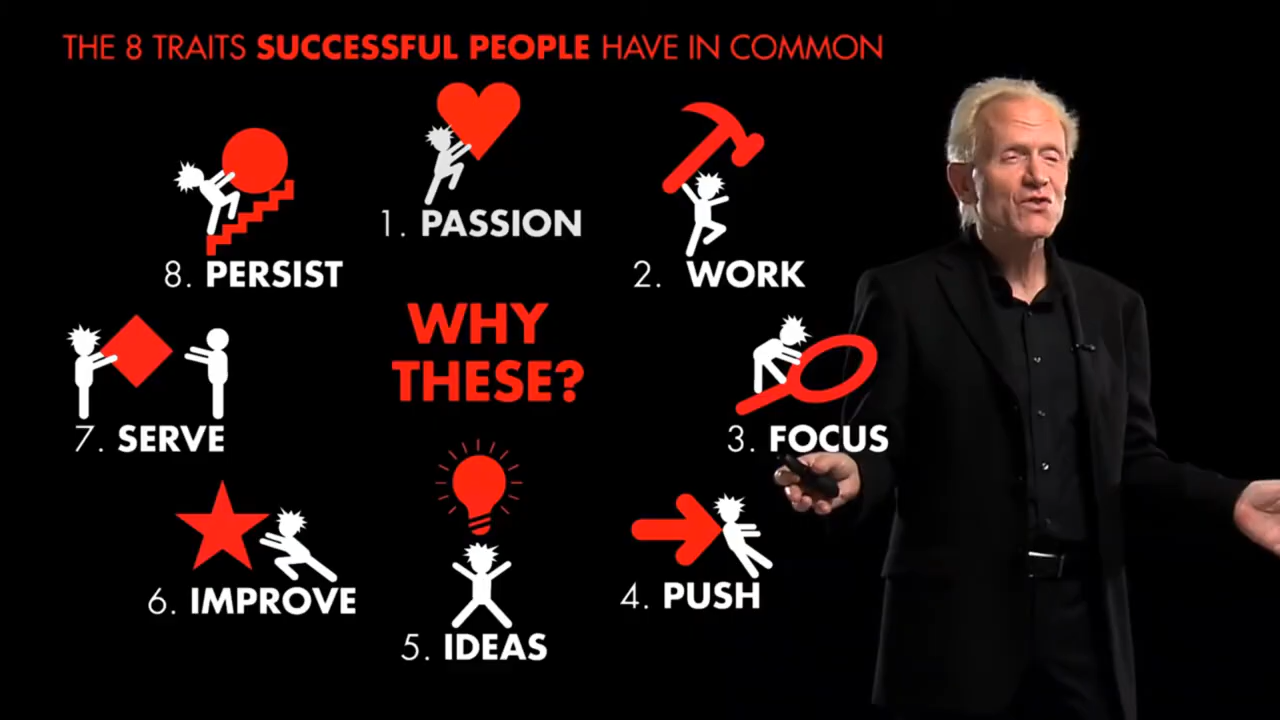 THE 8 TRAITS SUCCESSFUL PEOPLE HAVE IN COMMON
1. PASSION
2. WORK
3. FOCUS
4. PUSH
5. IDEAS
6. IMPROVE
7. SERVE
8. PERSIST
WHY
THESE?